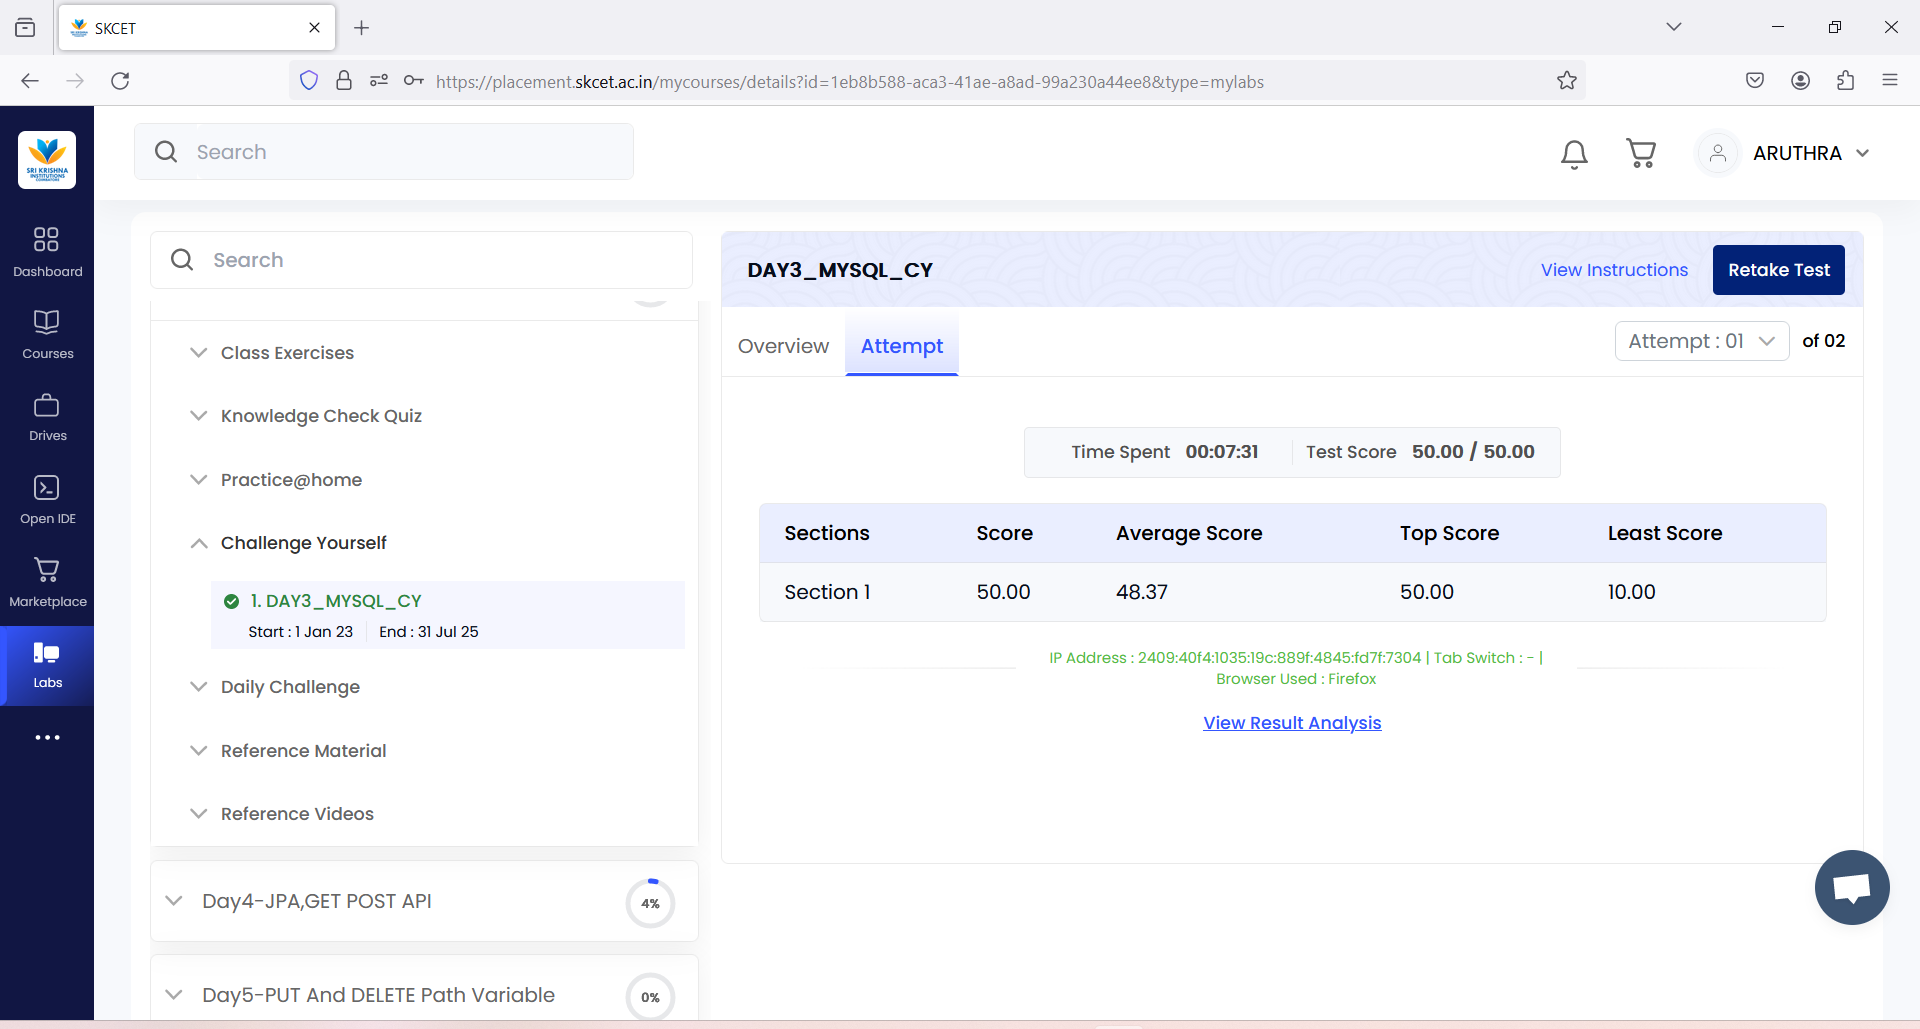 SKCET
https://placement.skcet.ac.in/mycourses/details?id=1eb8b588-aca3-41ae-a8ad-99a230a44ee8&type=mylabs
SRI KRISHNA
INSTITUTIONS
Search
ARUTHRA
Dashboard
Courses
Drives
Open IDE
Marketplace
Labs
Search
Class Exercises
Knowledge Check Quiz
Practice@home
Challenge Yourself
1. DAY3_MYSQL_CY
Start : 1 Jan 23 End : 31 Jul 25
Daily Challenge
Reference Material
Reference Videos
Day4-JPA,GET POST API 4%
Day5-PUT And DELETE Path Variable 0%
DAY3_MYSQL_CY View Instructions Retake Test
Overview Attempt Attempt : 01 of 02
Time Spent 00:07:31 Test Score 50.00 / 50.00
Sections Score Average Score Top Score Least Score
Section 1 50.00 48.37 50.00 10.00
IP Address : 2409:40f4:1035:19c:889f:4845:fd7f:7304 | Tab Switch : - |
Browser Used : Firefox
View Result Analysis